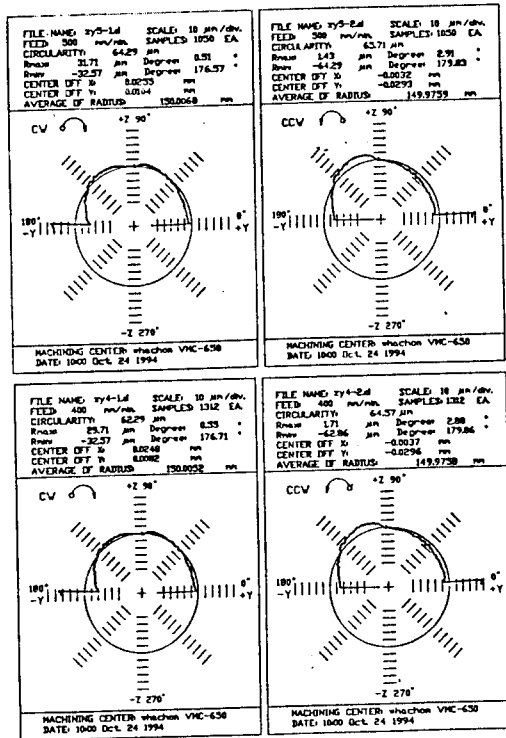 FILE NAME: zy5-1.d SCALE: 10 µm/div.
FEED: 500 mm/min. SAMPLES: 1050 EA.
CIRCULARITY: 64.29 µm
Rmax: 31.71 µm Degree: 0.51 °
Rmin: -32.57 µm Degree: 176.57 °
CENTER OFF X: 0.0255 mm
CENTER OFF Y: 0.0104 mm
AVERAGE OF RADIUS: 150.0068 mm
CW
+Z 90°
180°
-Y
0°
+Y
-Z 270°
MACHINING CENTER: whachon VMC-650
DATE: 10:00 Oct. 24 1994
FILE NAME: zy5-2.d SCALE: 10 µm/div.
FEED: 500 mm/min. SAMPLES: 1050 EA.
CIRCULARITY: 65.71 µm
Rmax: 1.43 µm Degree: 2.91 °
Rmin: -64.29 µm Degree: 179.83 °
CENTER OFF X: -0.0032 mm
CENTER OFF Y: -0.0293 mm
AVERAGE OF RADIUS: 149.9759 mm
CCW
+Z 90°
190°
-Y
0°
+Y
-Z 270°
MACHINING CENTER: whachon VMC-650
DATE: 10:00 Oct. 24 1994
FILE NAME: zy4-1.d SCALE: 10 µm/div.
FEED: 400 mm/min. SAMPLES: 1312 EA.
CIRCULARITY: 62.29 µm
Rmax: 29.71 µm Degree: 0.53 °
Rmin: -32.57 µm Degree: 176.71 °
CENTER OFF X: 0.0248 mm
CENTER OFF Y: 0.0082 mm
AVERAGE OF RADIUS: 150.0052 mm
CW
+Z 90°
180°
-Y
0°
+Y
-Z 270°
MACHINING CENTER: whachon VMC-650
DATE: 10:00 Oct. 24 1994
FILE NAME: zy4-2.d SCALE: 10 µm/div.
FEED: 400 mm/min. SAMPLES: 1312 EA.
CIRCULARITY: 64.57 µm
Rmax: 1.71 µm Degree: 2.88 °
Rmin: -62.86 µm Degree: 179.86 °
CENTER OFF X: -0.0037 mm
CENTER OFF Y: -0.0296 mm
AVERAGE OF RADIUS: 149.9758 mm
CCW
+Z 90°
180°
-Y
0°
+Y
-Z 270°
MACHINING CENTER: whachon VMC-650
DATE: 10:00 Oct. 24 1994